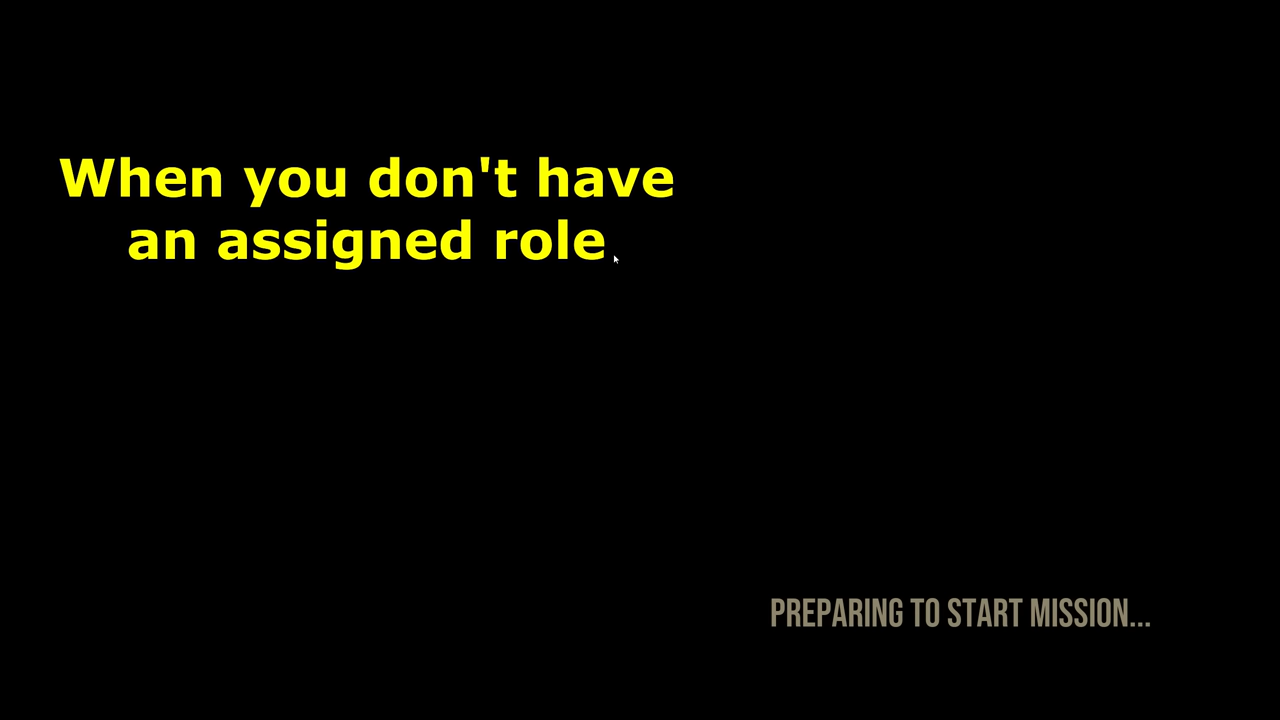 When you don't have
an assigned role
PREPARING TO START MISSION...